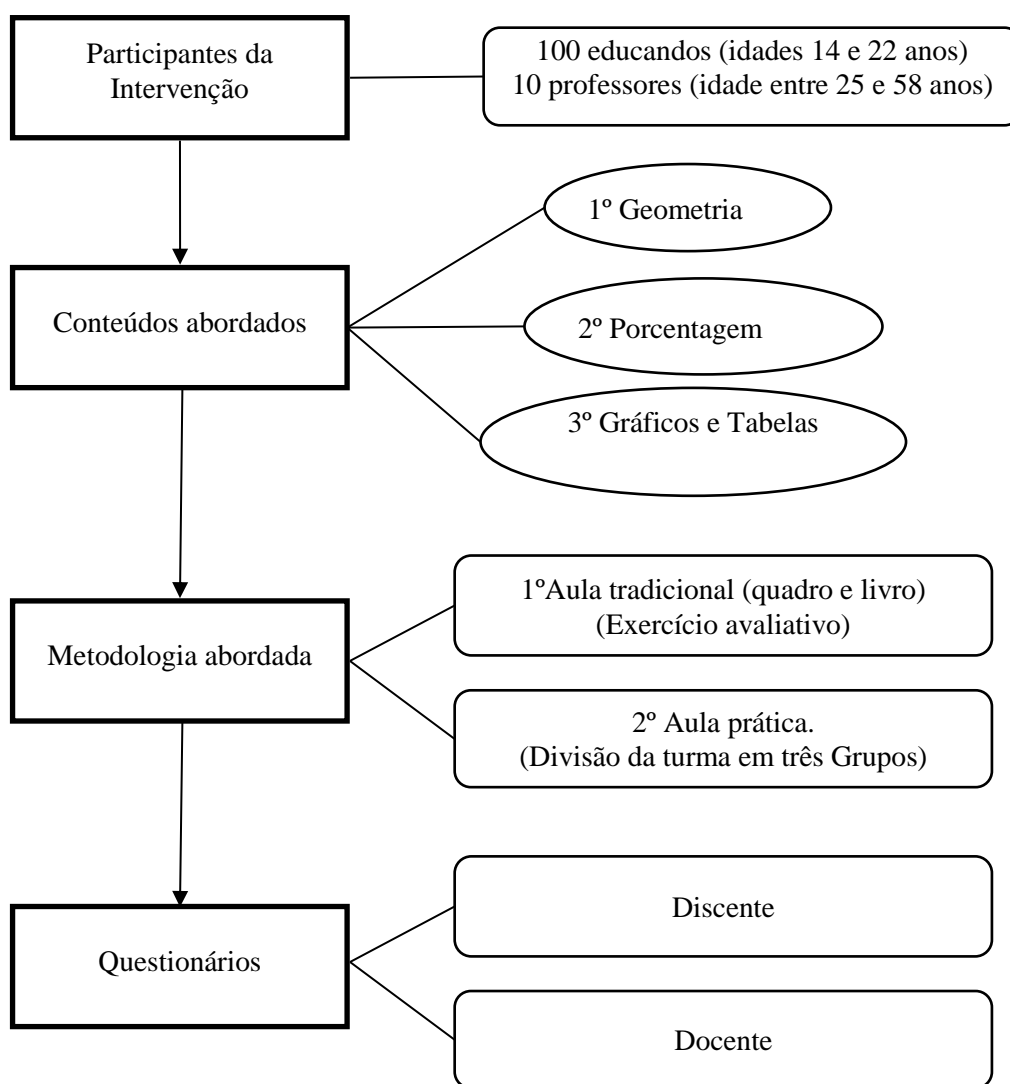 Participantes da
Intervenção
100 educandos (idades 14 e 22 anos)
10 professores (idade entre 25 e 58 anos)
Conteúdos abordados
1º Geometria
2º Porcentagem
3º Gráficos e Tabelas
Metodologia abordada
1ºAula tradicional (quadro e livro)
(Exercício avaliativo)
2º Aula prática.
(Divisão da turma em três Grupos)
Questionários
Discente
Docente